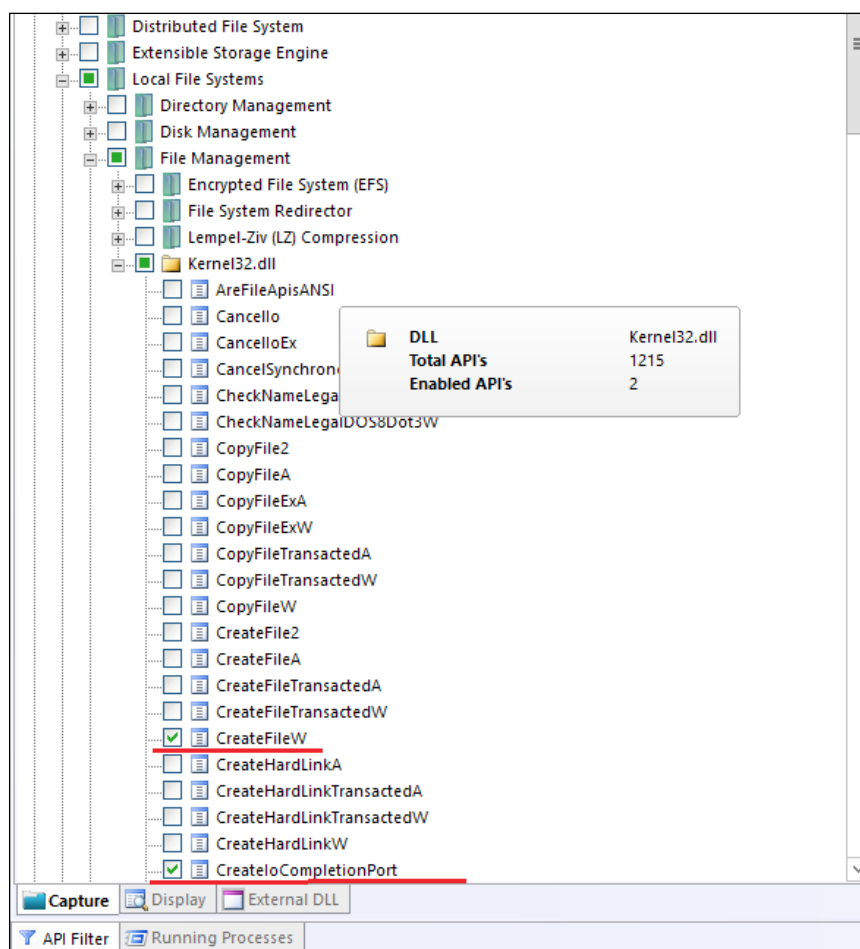 Distributed File System
Extensible Storage Engine
Local File Systems
Directory Management
Disk Management
File Management
Encrypted File System (EFS)
File System Redirector
Lempel-Ziv (LZ) Compression
Kernel32.dll
AreFileApisANSI
CancelIo
DLL Kernel32.dll
CancelIoEx
Total API's 1215
CancelSynchron
Enabled API's 2
CheckNameLega
CheckNameLegalDOS8Dot3W
CopyFile2
CopyFileA
CopyFileExA
CopyFileExW
CopyFileTransactedA
CopyFileTransactedW
CopyFileW
CreateFile2
CreateFileA
CreateFileTransactedA
CreateFileTransactedW
CreateFileW
CreateHardLinkA
CreateHardLinkTransactedA
CreateHardLinkTransactedW
CreateHardLinkW
CreateIoCompletionPort
Capture Display External DLL
API Filter Running Processes